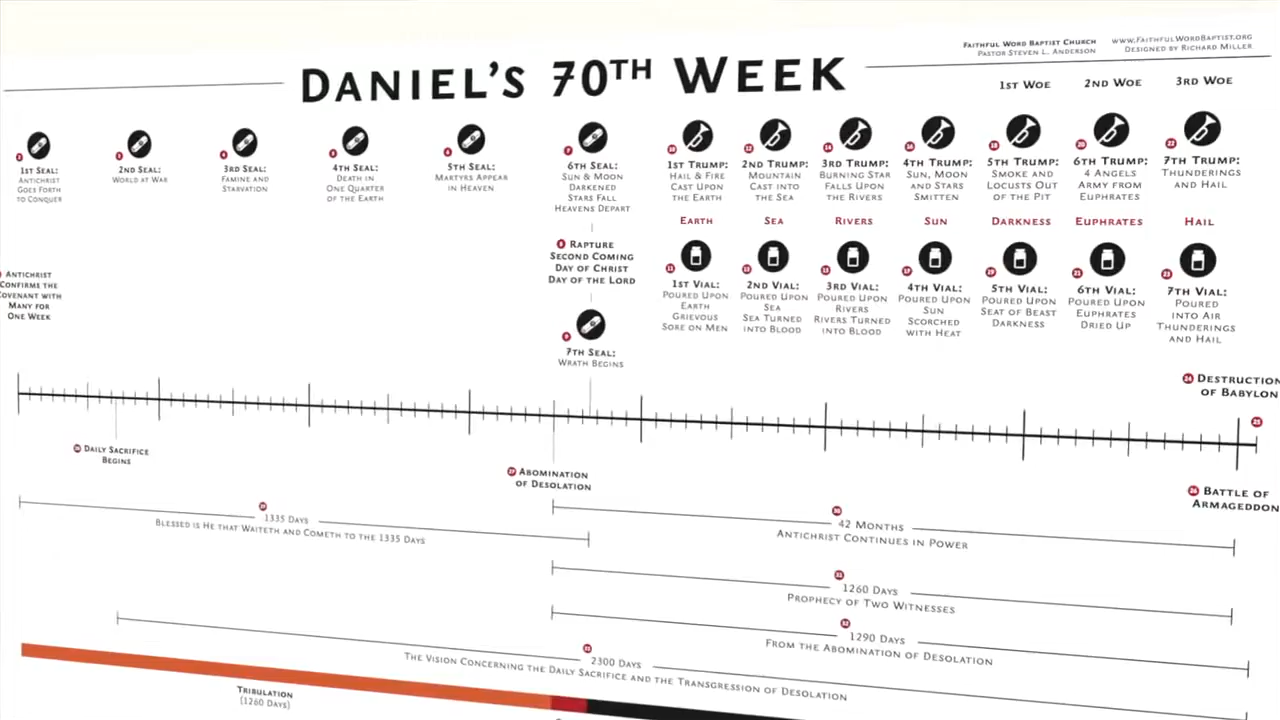 Faithful Word Baptist Church
Pastor Steven L. Anderson
www.FaithfulWordBaptist.org
Designed by Richard Miller
Daniel's 70th Week
1st Woe
2nd Woe
3rd Woe
1st Seal:
Antichrist
Goes Forth
to Conquer
2nd Seal:
World at War
3rd Seal:
Famine and
Starvation
4th Seal:
Death in
One Quarter
of the Earth
5th Seal:
Martyrs Appear
in Heaven
6th Seal:
Sun & Moon
Darkened
Stars Fall
Heavens Depart
1st Trump:
Hail & Fire
Cast Upon
the Earth
2nd Trump:
Mountain
Cast into
the Sea
3rd Trump:
Burning Star
Falls Upon
the Rivers
4th Trump:
Sun, Moon
and Stars
Smitten
5th Trump:
Smoke and
Locusts Out
of the Pit
6th Trump:
4 Angels
Army from
Euphrates
7th Trump:
Thunderings
and Hail
Earth
Sea
Rivers
Sun
Darkness
Euphrates
Hail
Antichrist
Confirms the
Covenant with
Many for
One Week
Rapture
Second Coming
Day of Christ
Day of the Lord
7th Seal:
Wrath Begins
1st Vial:
Poured Upon
Earth
Grievous
Sore on Men
2nd Vial:
Poured Upon
Sea
Sea Turned
into Blood
3rd Vial:
Poured Upon
Rivers
Rivers Turned
into Blood
4th Vial:
Poured Upon
Sun
Scorched
with Heat
5th Vial:
Poured Upon
Seat of Beast
Darkness
6th Vial:
Poured Upon
Euphrates
Dried Up
7th Vial:
Poured
into Air
Thunderings
and Hail
Destruction
of Babylon
Daily Sacrifice
Begins
Abomination
of Desolation
Battle of
Armageddon
1335 Days
Blessed is He that Waiteth and Cometh to the 1335 Days
42 Months
Antichrist Continues in Power
1260 Days
Prophecy of Two Witnesses
1290 Days
From the Abomination of Desolation
2300 Days
The Vision Concerning the Daily Sacrifice and the Transgression of Desolation
Tribulation
(1260 Days)